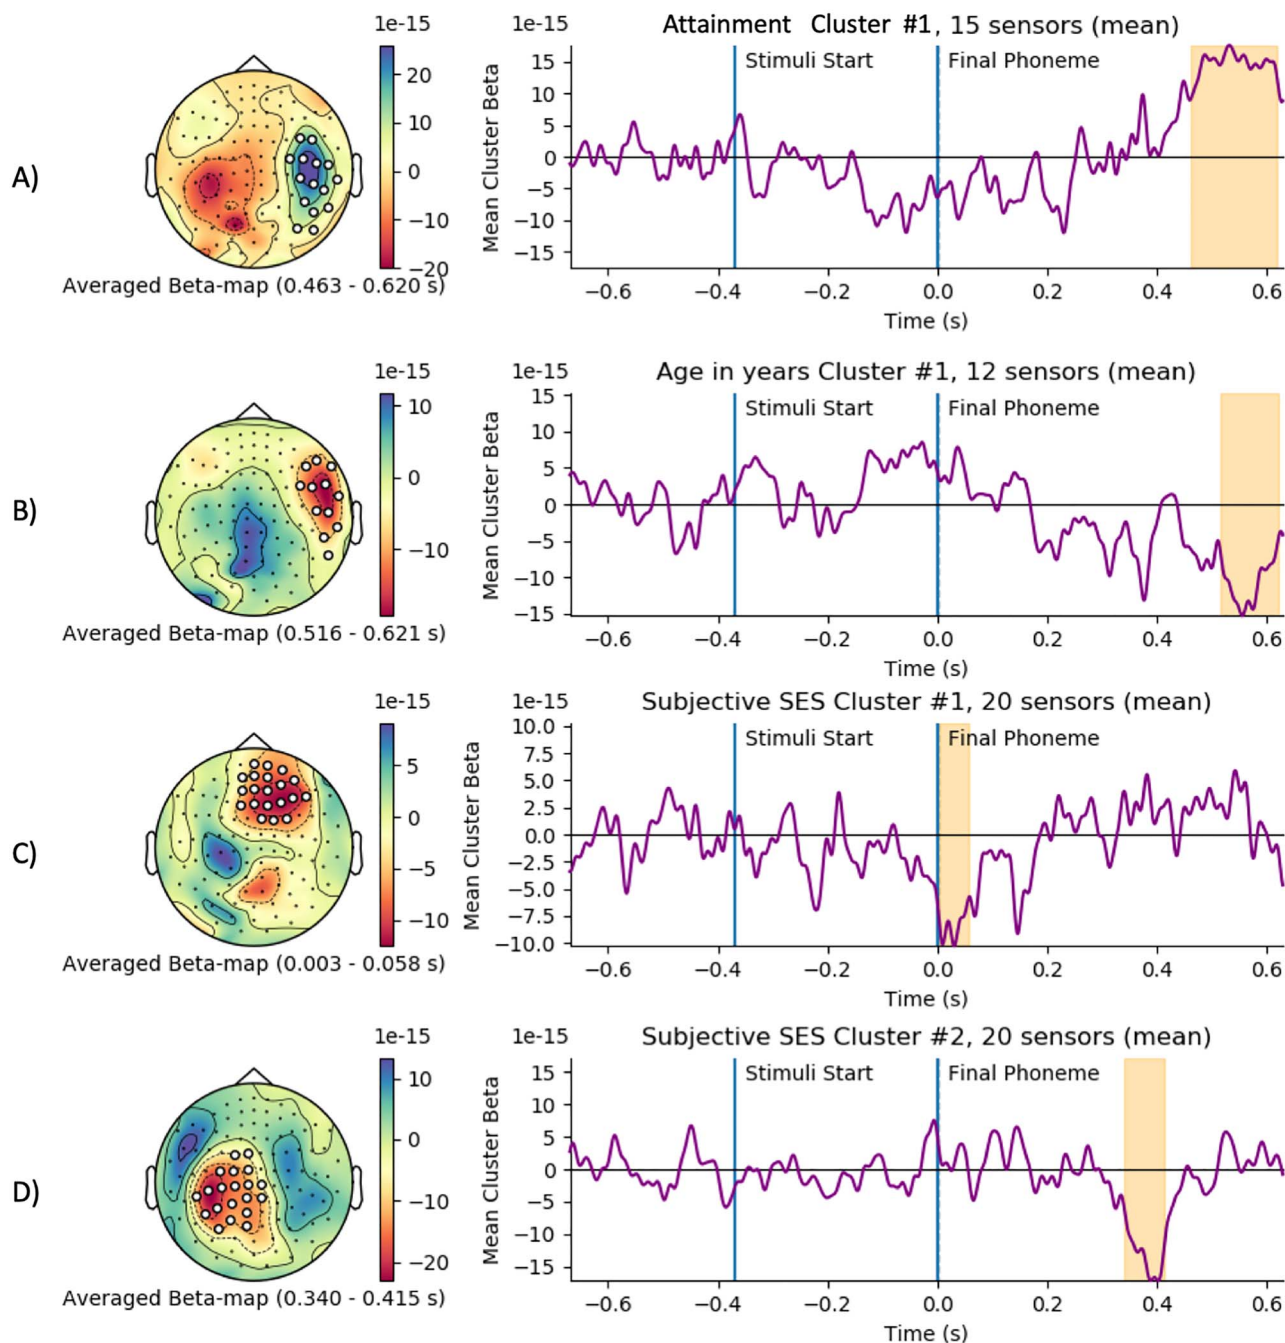 A)
1e-15
20
10
0
−10
−20
Averaged Beta-map (0.463 - 0.620 s)
1e-15
Attainment Cluster #1, 15 sensors (mean)
Stimuli Start
Final Phoneme
Mean Cluster Beta
15
10
5
0
−5
−10
−15
−0.6 −0.4 −0.2 0.0 0.2 0.4 0.6
Time (s)
B)
1e-15
10
0
−10
Averaged Beta-map (0.516 - 0.621 s)
1e-15
Age in years Cluster #1, 12 sensors (mean)
Stimuli Start
Final Phoneme
Mean Cluster Beta
15
10
5
0
−5
−10
−15
−0.6 −0.4 −0.2 0.0 0.2 0.4 0.6
Time (s)
C)
1e-15
5
0
−5
−10
Averaged Beta-map (0.003 - 0.058 s)
1e-15
Subjective SES Cluster #1, 20 sensors (mean)
Stimuli Start
Final Phoneme
Mean Cluster Beta
10.0
7.5
5.0
2.5
0.0
−2.5
−5.0
−7.5
−10.0
−0.6 −0.4 −0.2 0.0 0.2 0.4 0.6
Time (s)
D)
1e-15
10
0
−10
−20
Averaged Beta-map (0.340 - 0.415 s)
1e-15
Subjective SES Cluster #2, 20 sensors (mean)
Stimuli Start
Final Phoneme
Mean Cluster Beta
15
10
5
0
−5
−10
−15
−0.6 −0.4 −0.2 0.0 0.2 0.4 0.6
Time (s)